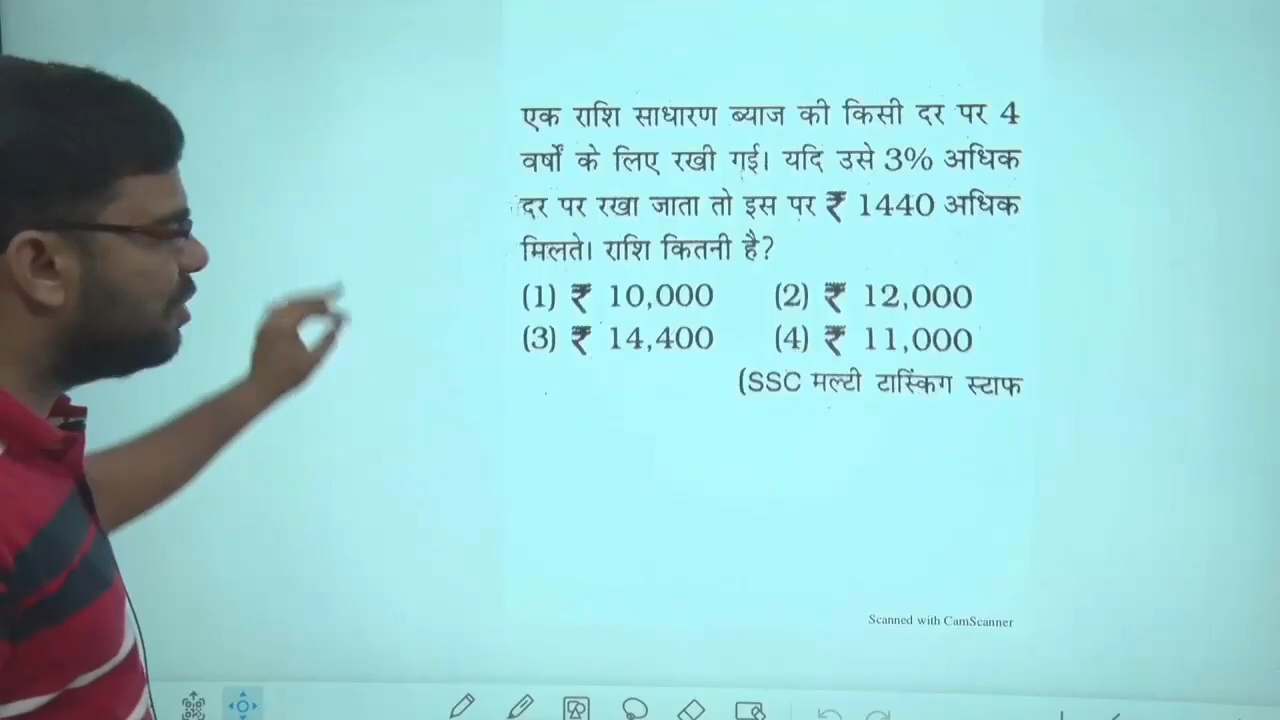 एक राशि साधारण ब्याज की किसी दर पर 4
वर्षों के लिए रखी गई। यदि उसे 3% अधिक
दर पर रखा जाता तो इस पर ₹ 1440 अधिक
मिलते। राशि कितनी है?
(1) ₹ 10,000 (2) ₹ 12,000
(3) ₹ 14,400 (4) ₹ 11,000
(SSC मल्टी टास्किंग स्टाफ
Scanned with CamScanner